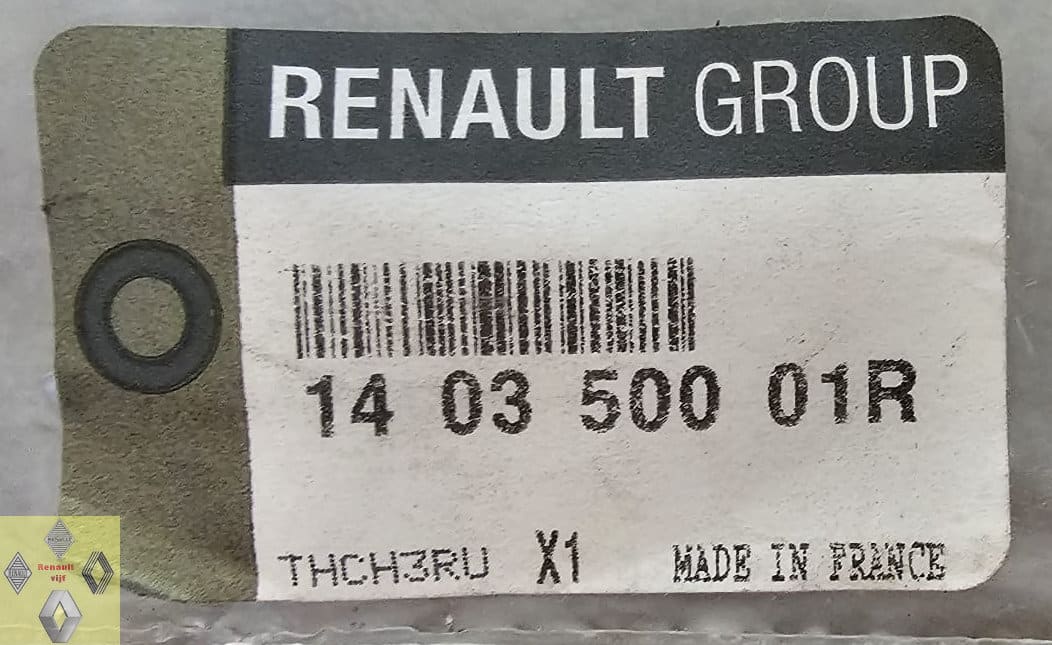 RENAULT GROUP
14 03 500 01R
THCH3RU X1 MADE IN FRANCE
Renault
vijf